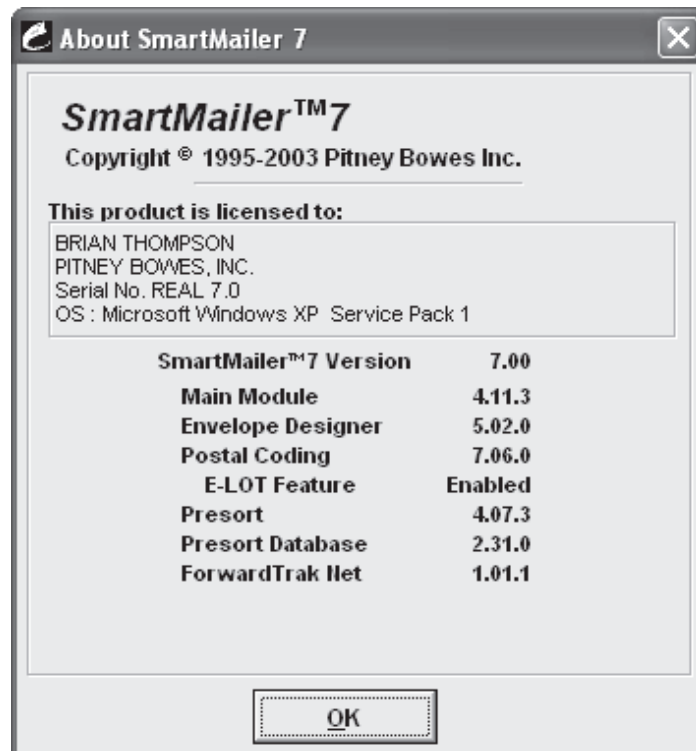 About SmartMailer 7
SmartMailer™7
Copyright © 1995-2003 Pitney Bowes Inc.
This product is licensed to:
BRIAN THOMPSON
PITNEY BOWES, INC.
Serial No. REAL 7.0
OS : Microsoft Windows XP Service Pack 1
SmartMailer™7 Version 7.00
Main Module 4.11.3
Envelope Designer 5.02.0
Postal Coding 7.06.0
E-LOT Feature Enabled
Presort 4.07.3
Presort Database 2.31.0
ForwardTrak Net 1.01.1
OK